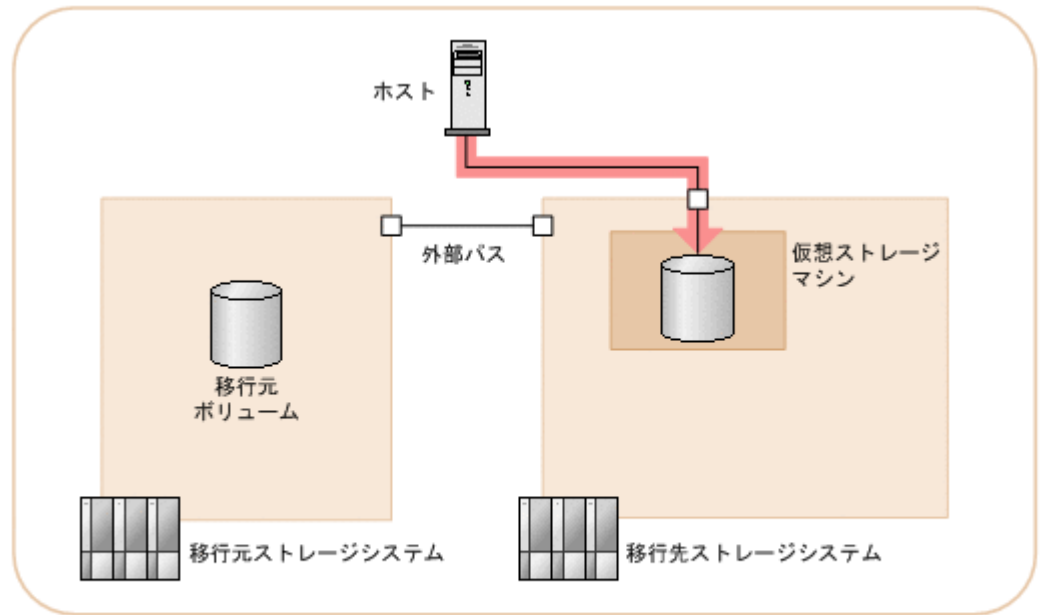 ホスト
外部パス
仮想ストレージ
マシン
移行元
ボリューム
移行元ストレージシステム
移行先ストレージシステム